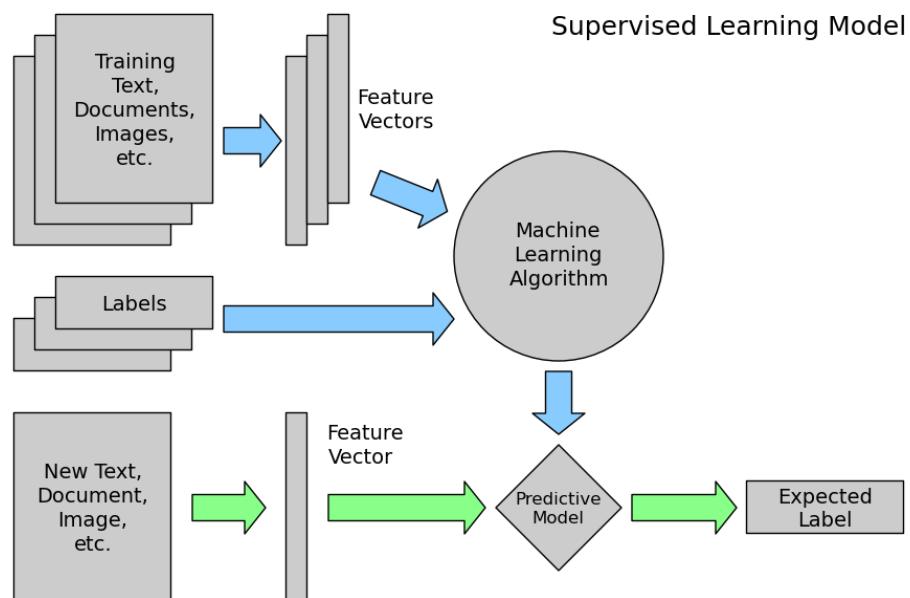 Supervised Learning Model
Training
Text,
Documents,
Images,
etc.
Feature
Vectors
Machine
Learning
Algorithm
Labels
New Text,
Document,
Image,
etc.
Feature
Vector
Predictive
Model
Expected
Label